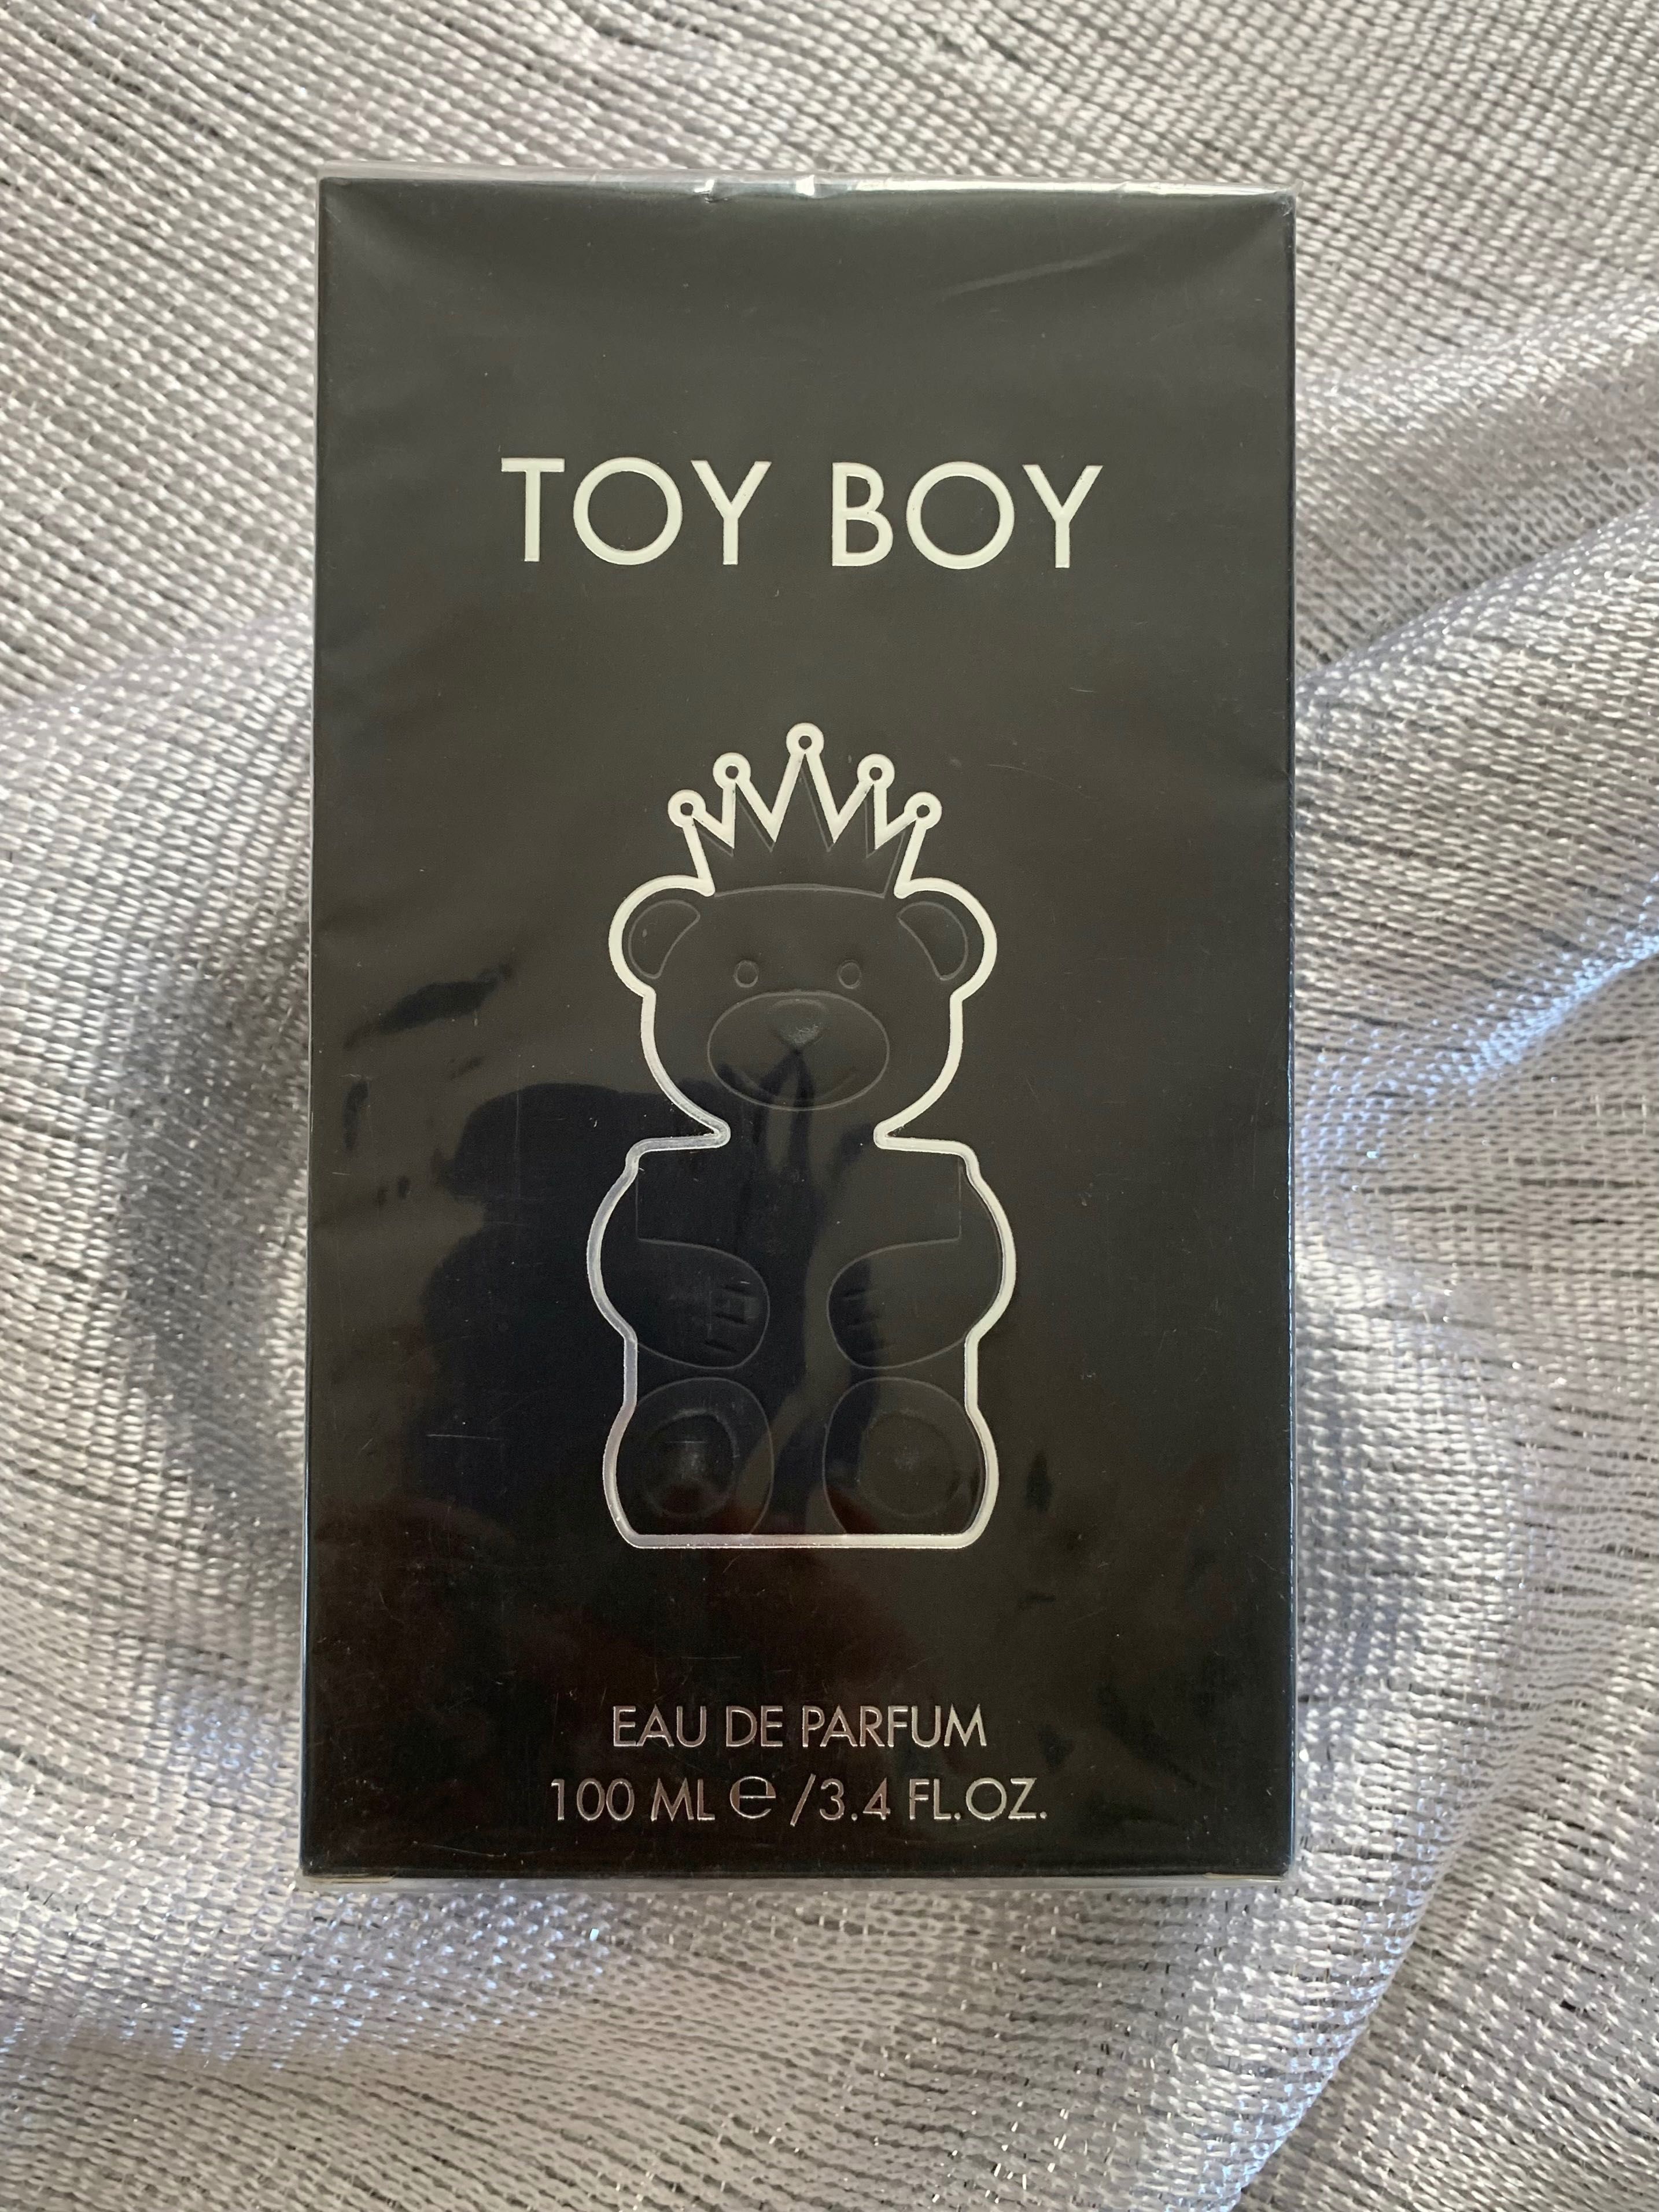 TOY BOY
EAU DE PARFUM
100 ML ℮ /3.4 FL.OZ.